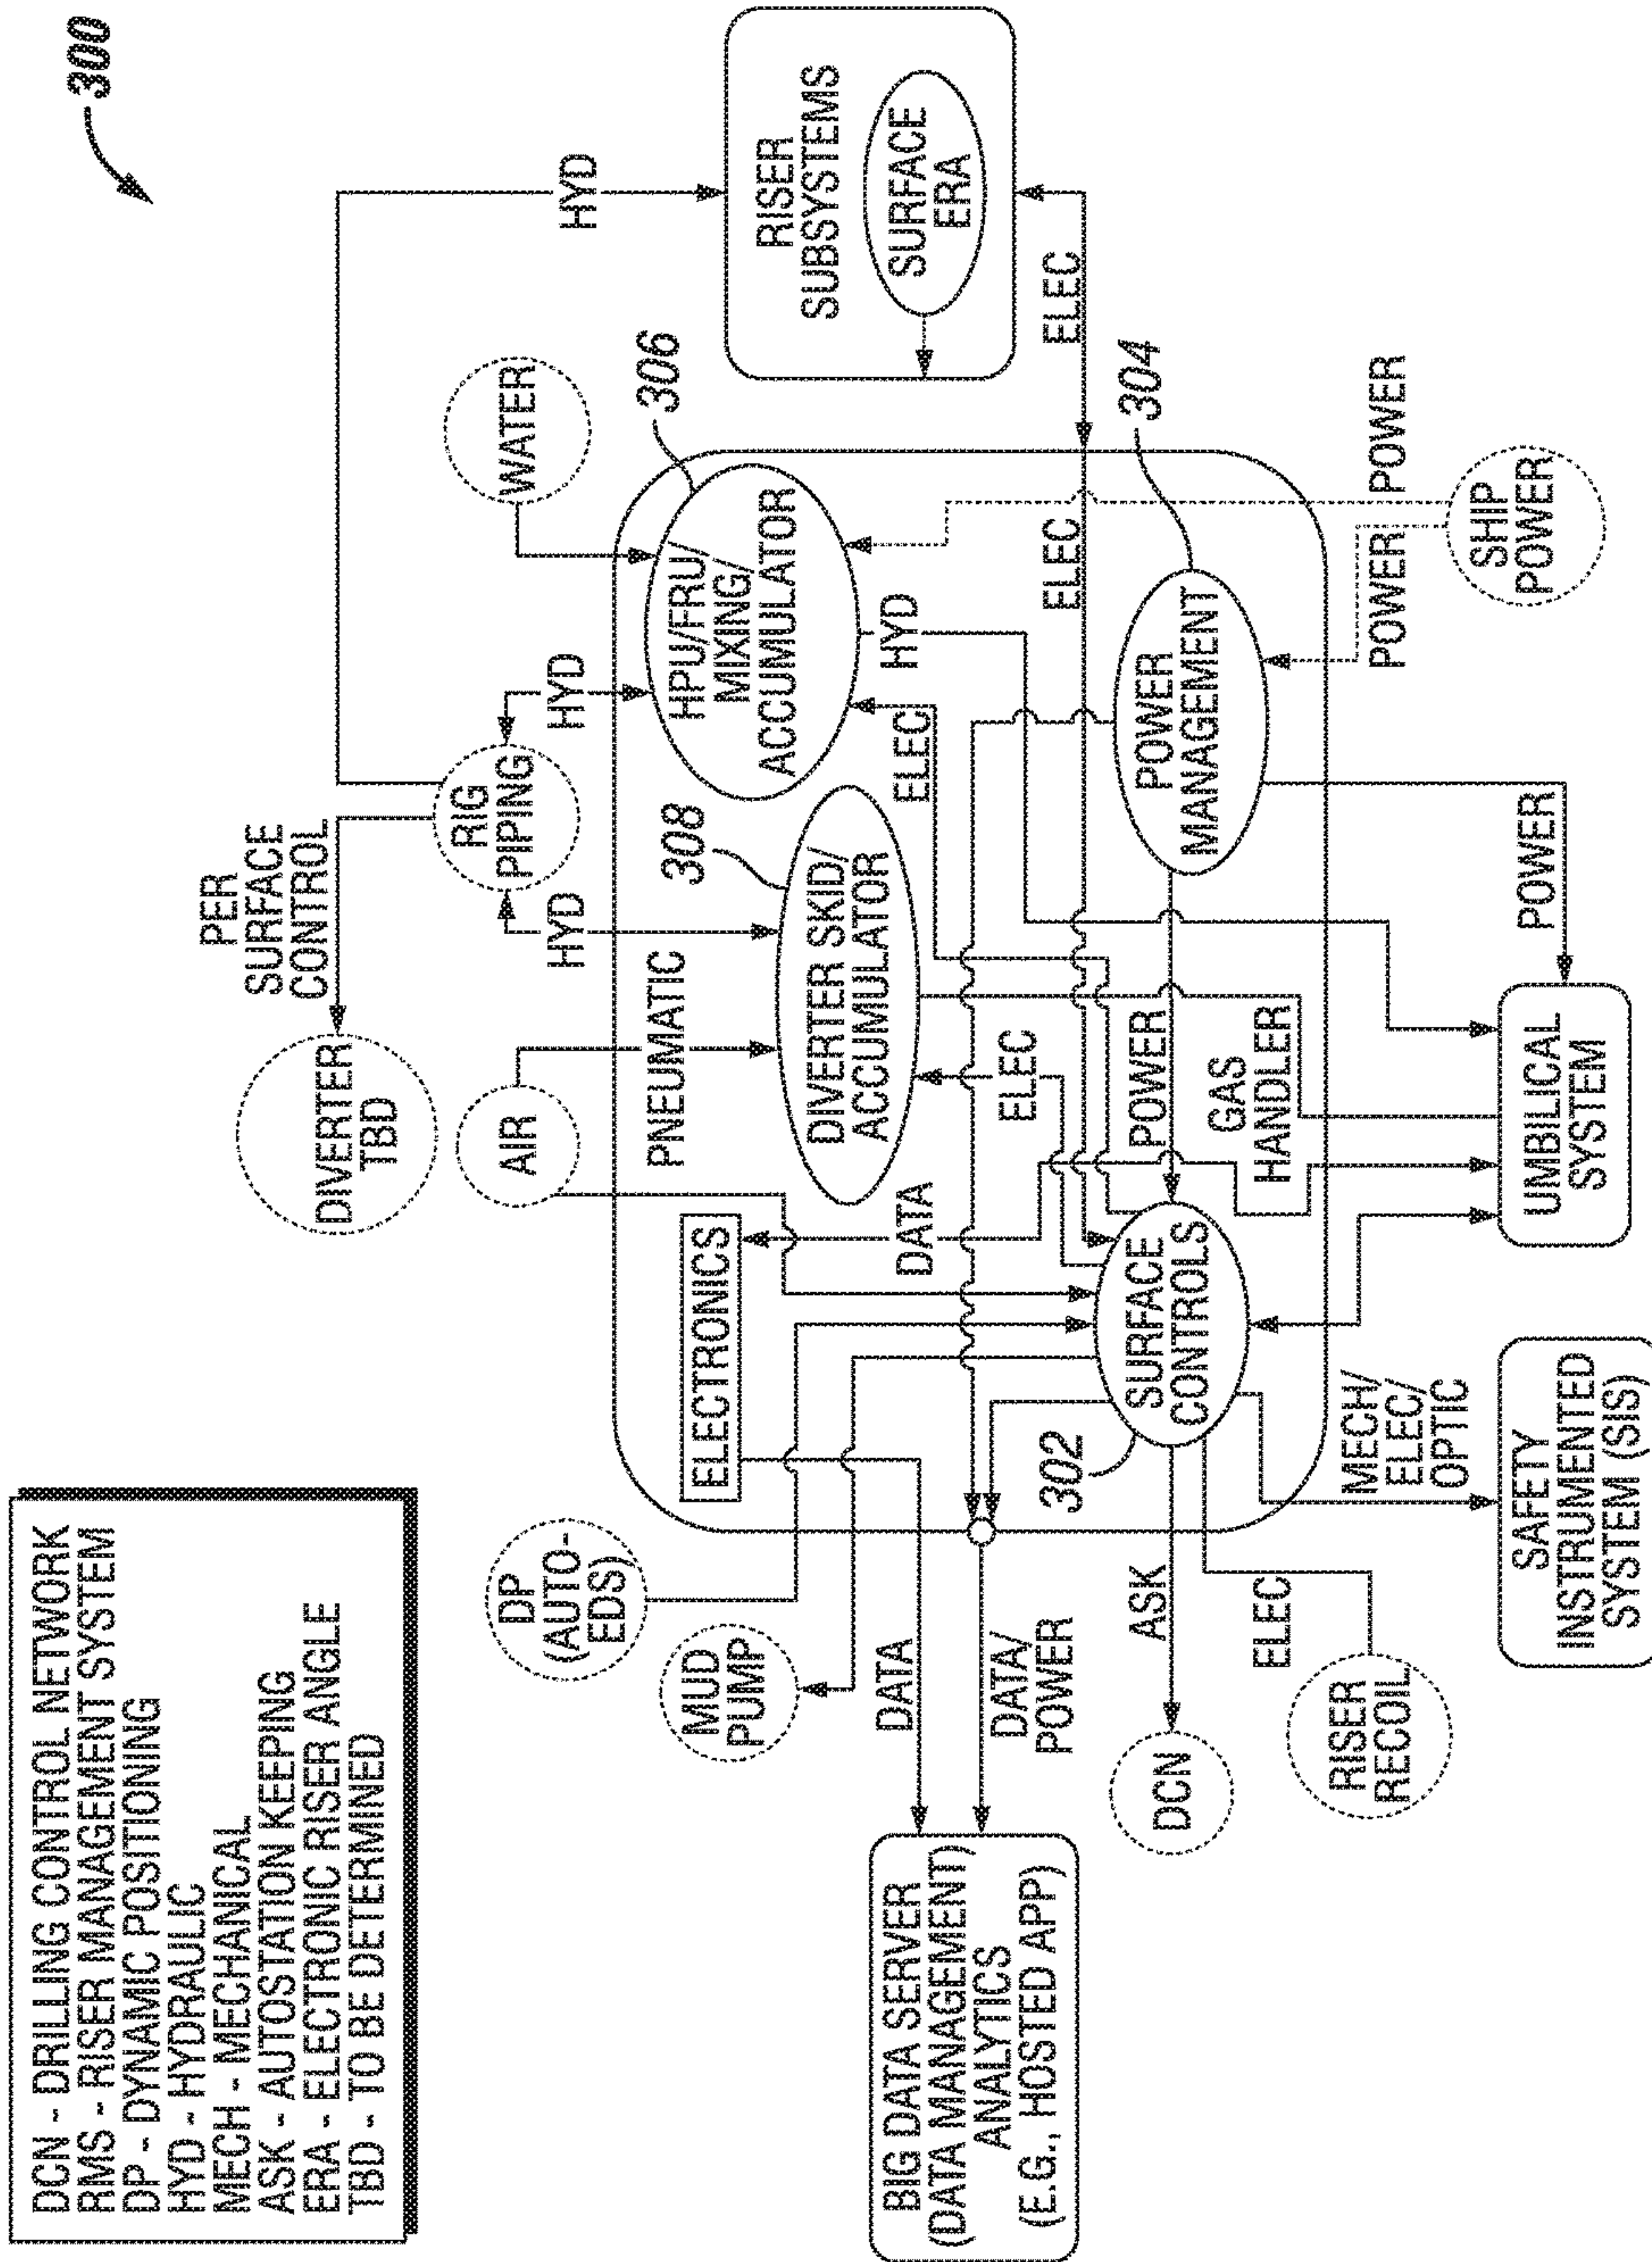 DCN - DRILLING CONTROL NETWORK
RMS - RISER MANAGEMENT SYSTEM
DP - DYNAMIC POSITIONING
HYD - HYDRAULIC
MECH - MECHANICAL
ASK - AUTOSTATION KEEPING
ERA - ELECTRONIC RISER ANGLE
TBD - TO BE DETERMINED
300
PER
SURFACE
CONTROL
DIVERTER
TBD
AIR
RIG
PIPING
WATER
HYD
HYD
HYD
PNEUMATIC
DP
(AUTO-
EDS)
MUD
PUMP
ELECTRONICS
308
DIVERTER SKID/
ACCUMULATOR
306
HPU/FRU/
MIXING/
ACCUMULATOR
RISER
SUBSYSTEMS
SURFACE
ERA
DATA
DATA
ELEC
ELEC
HYD
ELEC
ELEC
BIG DATA SERVER
(DATA MANAGEMENT)
ANALYTICS
(E.G., HOSTED APP)
DATA/
POWER
302
SURFACE
CONTROLS
POWER
GAS
HANDLER
POWER
MANAGEMENT
304
ASK
DCN
ELEC
RISER
RECOIL
MECH/
ELEC/
OPTIC
POWER
POWER
POWER
SHIP
POWER
SAFETY
INSTRUMENTED
SYSTEM (SIS)
UMBILICAL
SYSTEM